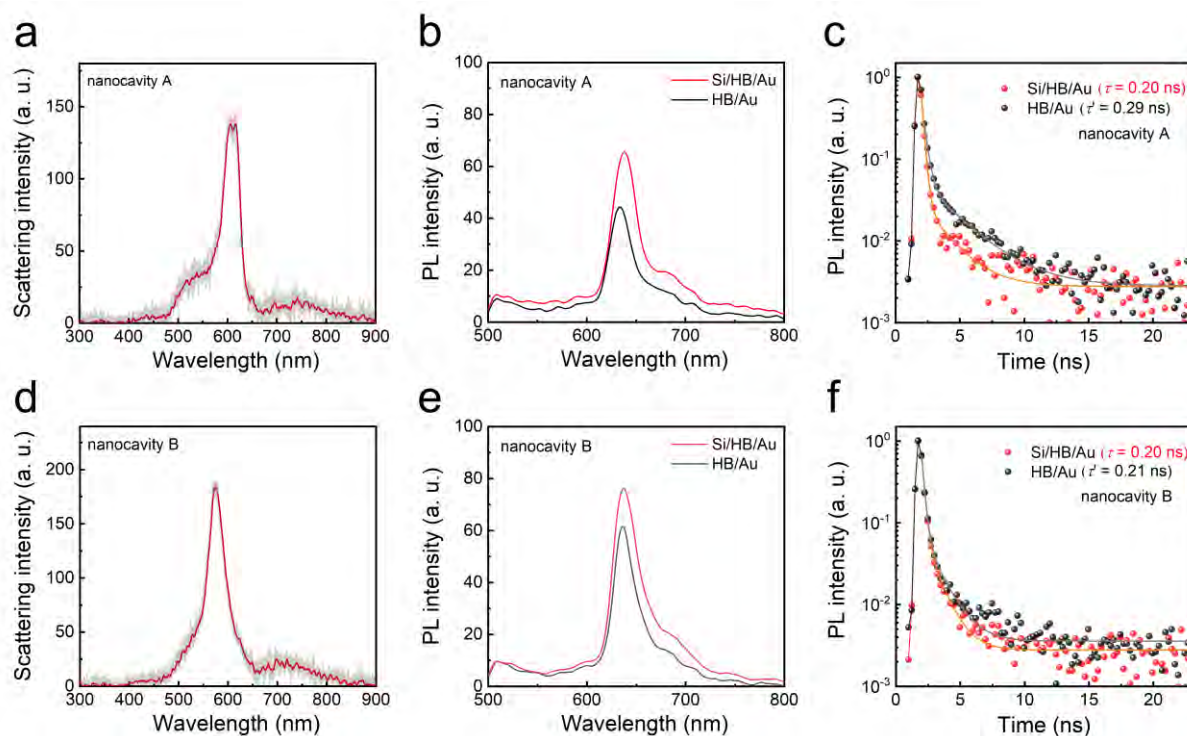 a
nanocavity A
Scattering intensity (a. u.)
150
100
50
0
300 400 500 600 700 800 900
Wavelength (nm)
b
nanocavity A
Si/HB/Au
HB/Au
PL intensity (a. u.)
100
80
60
40
20
0
500 600 700 800
Wavelength (nm)
c
Si/HB/Au (τ = 0.20 ns)
HB/Au (τ' = 0.29 ns)
nanocavity A
PL intensity (a. u.)
10⁰
10⁻¹
10⁻²
10⁻³
5 10 15 20
Time (ns)
d
nanocavity B
Scattering intensity (a. u.)
200
150
100
50
0
300 400 500 600 700 800 900
Wavelength (nm)
e
nanocavity B
Si/HB/Au
HB/Au
PL intensity (a. u.)
100
80
60
40
20
0
500 600 700 800
Wavelength (nm)
f
Si/HB/Au (τ = 0.20 ns)
HB/Au (τ' = 0.21 ns)
nanocavity B
PL intensity (a. u.)
10⁰
10⁻¹
10⁻²
10⁻³
5 10 15 20
Time (ns)